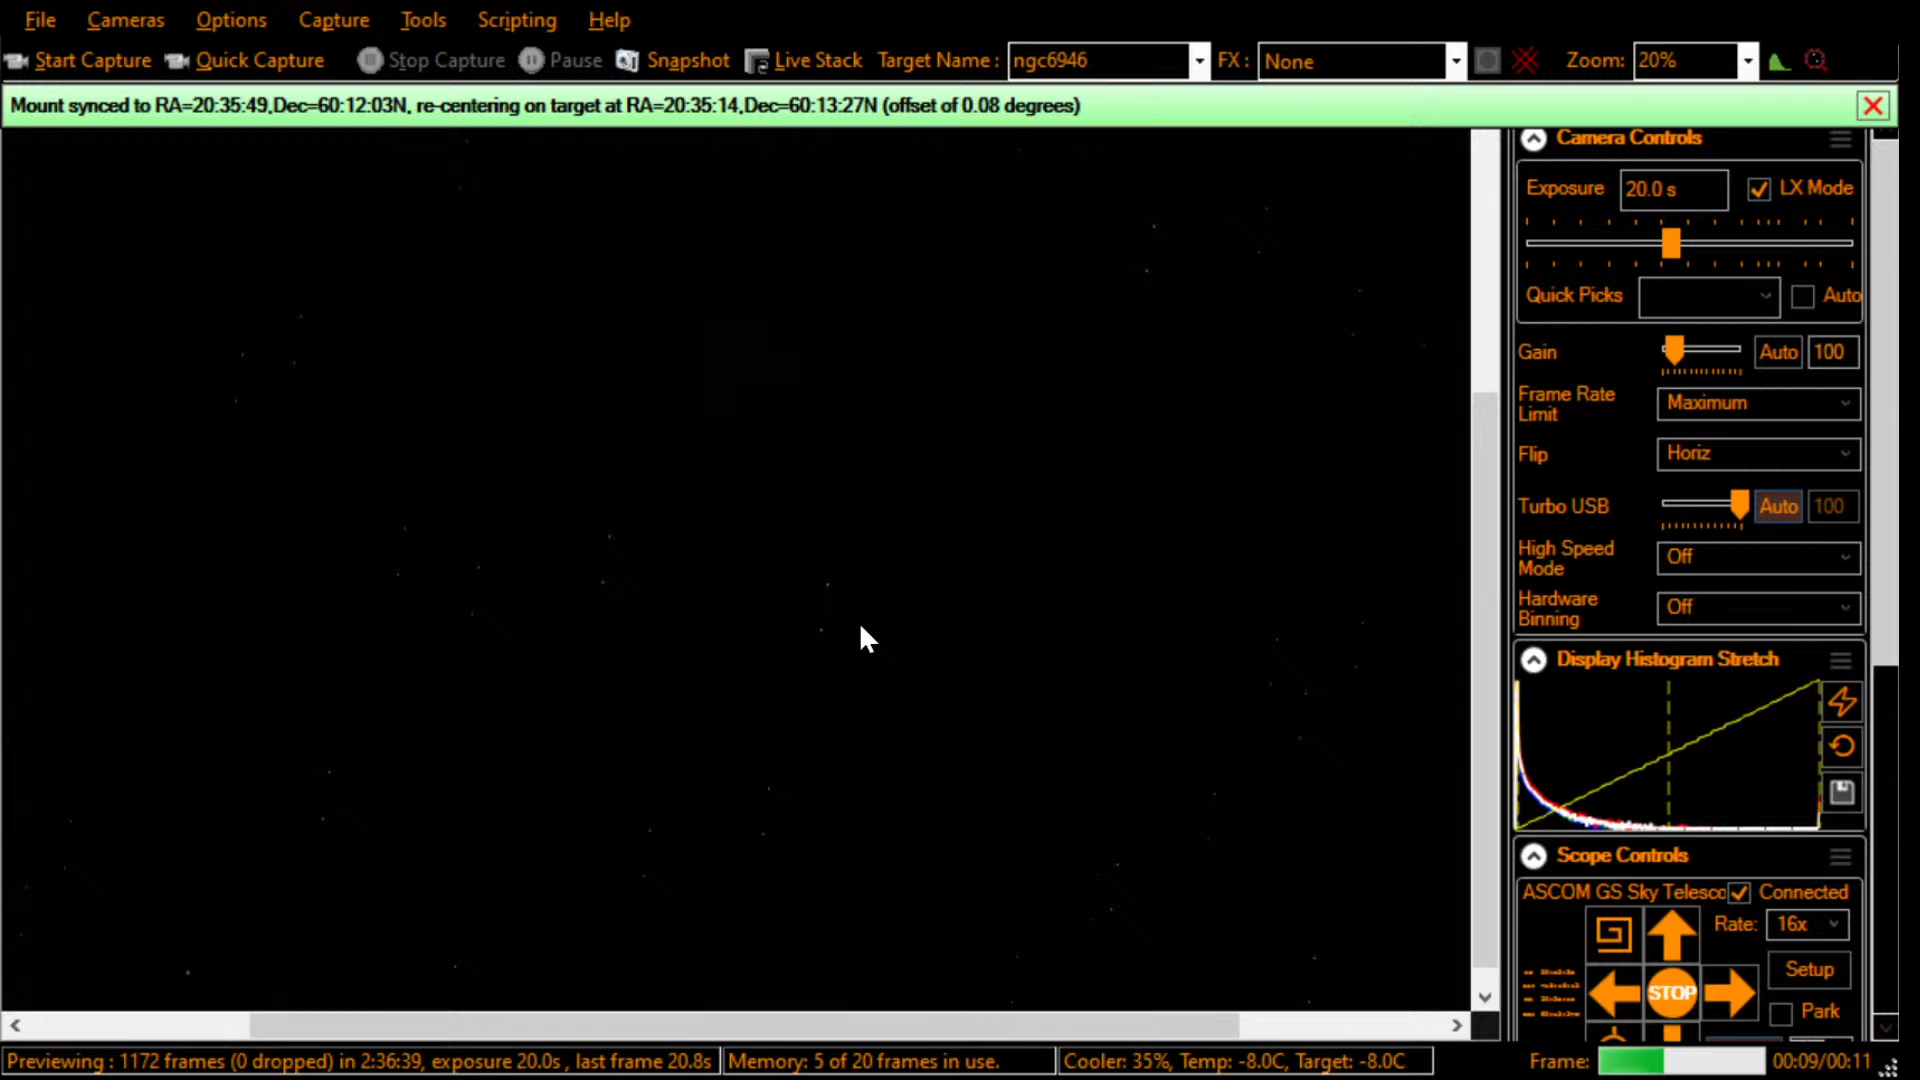 File Cameras Options Capture Tools Scripting Help
Start Capture Quick Capture Stop Capture Pause Snapshot Live Stack Target Name : ngc6946 FX : None Zoom: 20%
Mount synced to RA=20:35:49,Dec=60:12:03N, re-centering on target at RA=20:35:14,Dec=60:13:27N (offset of 0.08 degrees)
Camera Controls
Exposure 20.0 s LX Mode
Quick Picks Auto
Gain Auto 100
Frame Rate Limit Maximum
Flip Horiz
Turbo USB Auto 100
High Speed Mode Off
Hardware Binning Off
Display Histogram Stretch
Scope Controls
ASCOM GS Sky Telesco Connected
Rate: 16x
Setup
STOP
Park
Previewing : 1172 frames (0 dropped) in 2:36:39, exposure 20.0s , last frame 20.8s Memory: 5 of 20 frames in use. Cooler: 35%, Temp: -8.0C, Target: -8.0C Frame: 00:09/00:11